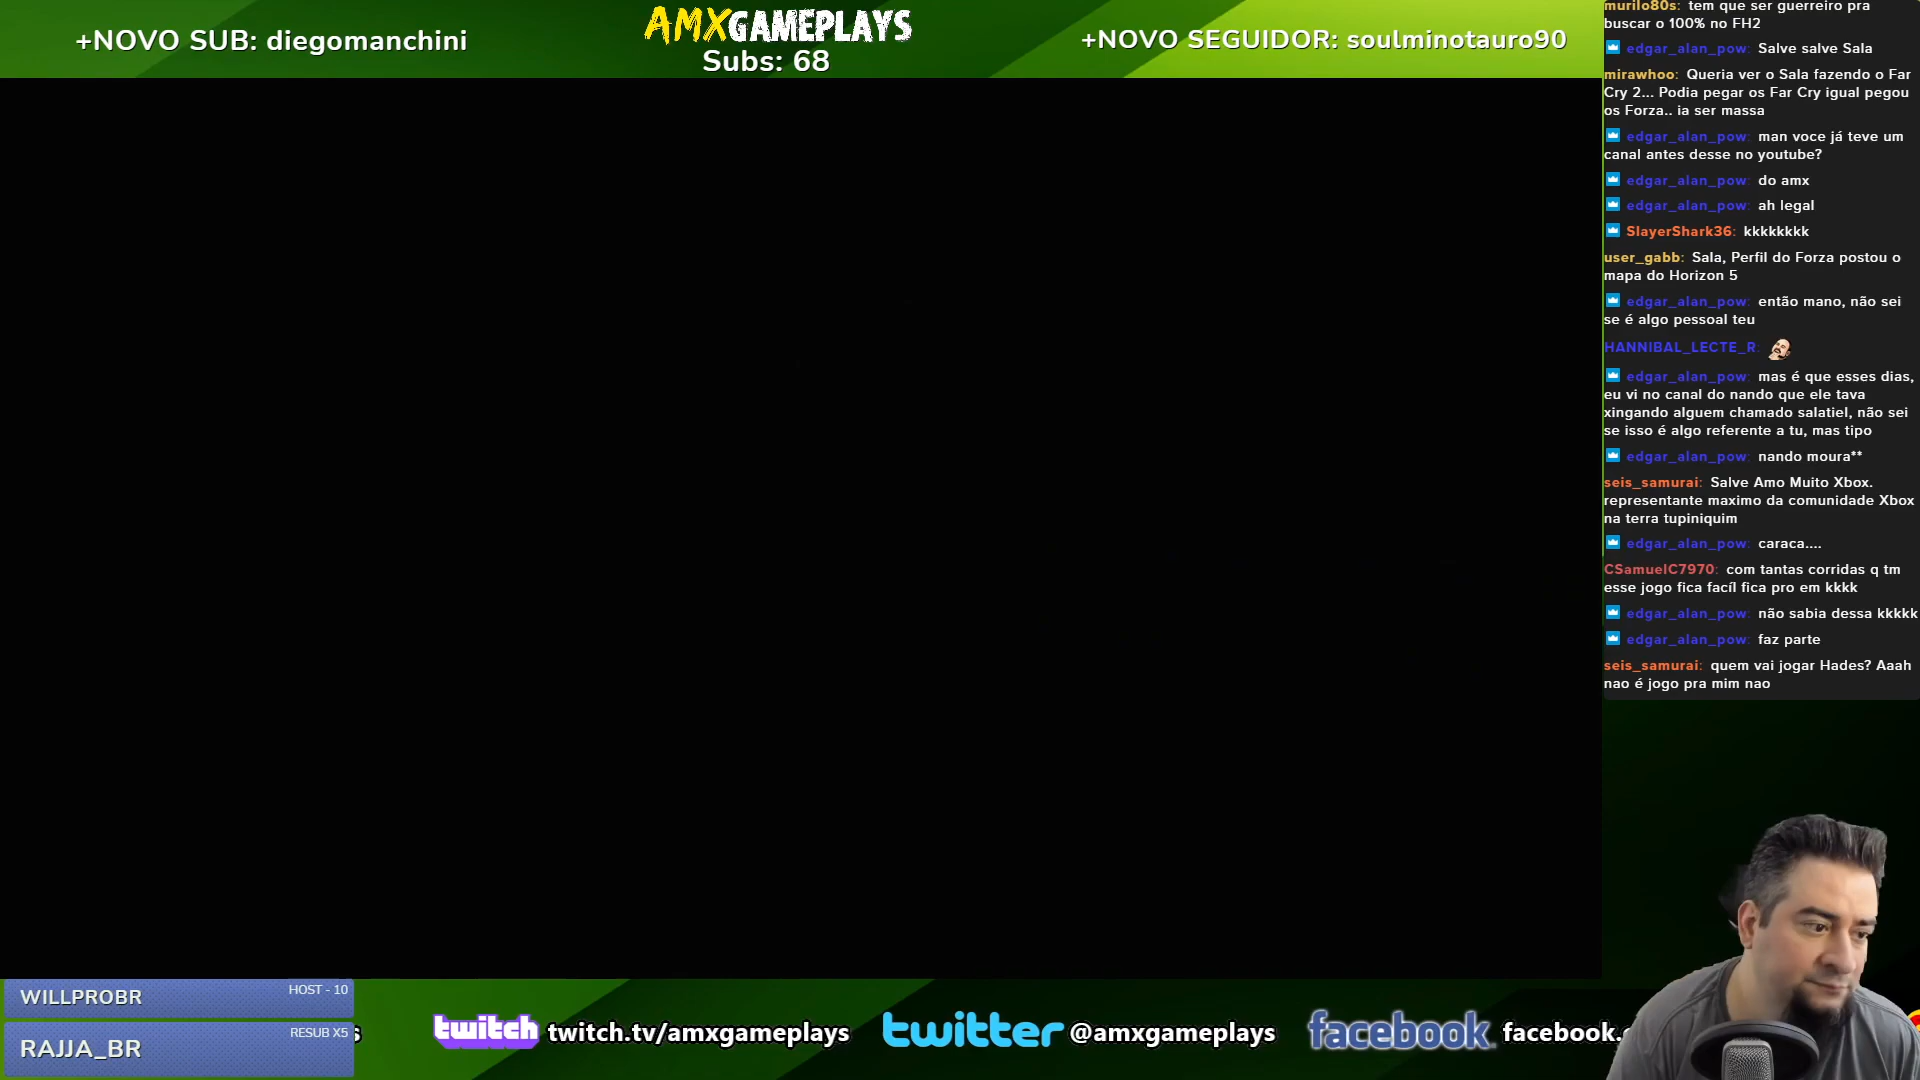 +NOVO SUB: diegomanchini
AMXGAMEPLAYS
Subs: 68
+NOVO SEGUIDOR: soulminotauro90
murilo80s: tem que ser guerreiro pra
buscar o 100% no FH2
edgar_alan_pow: Salve salve Sala
mirawhoo: Queria ver o Sala fazendo o Far
Cry 2... Podia pegar os Far Cry igual pegou
os Forza.. ia ser massa
edgar_alan_pow: man voce já teve um
canal antes desse no youtube?
edgar_alan_pow: do amx
edgar_alan_pow: ah legal
SlayerShark36: kkkkkkkk
user_gabb: Sala, Perfil do Forza postou o
mapa do Horizon 5
edgar_alan_pow: então mano, não sei
se é algo pessoal teu
HANNIBAL_LECTE_R:
edgar_alan_pow: mas é que esses dias,
eu vi no canal do nando que ele tava
xingando alguem chamado salatiel, não sei
se isso é algo referente a tu, mas tipo
edgar_alan_pow: nando moura**
seis_samurai: Salve Amo Muito Xbox.
representante maximo da comunidade Xbox
na terra tupiniquim
edgar_alan_pow: caraca....
CSamuelC7970: com tantas corridas q tm
esse jogo fica facíl fica pro em kkkk
edgar_alan_pow: não sabia dessa kkkkk
edgar_alan_pow: faz parte
seis_samurai: quem vai jogar Hades? Aaah
nao é jogo pra mim nao
WILLPROBR HOST - 10
RAJJA_BR RESUB X5
twitch twitch.tv/amxgameplays twitter @amxgameplays facebook facebook.